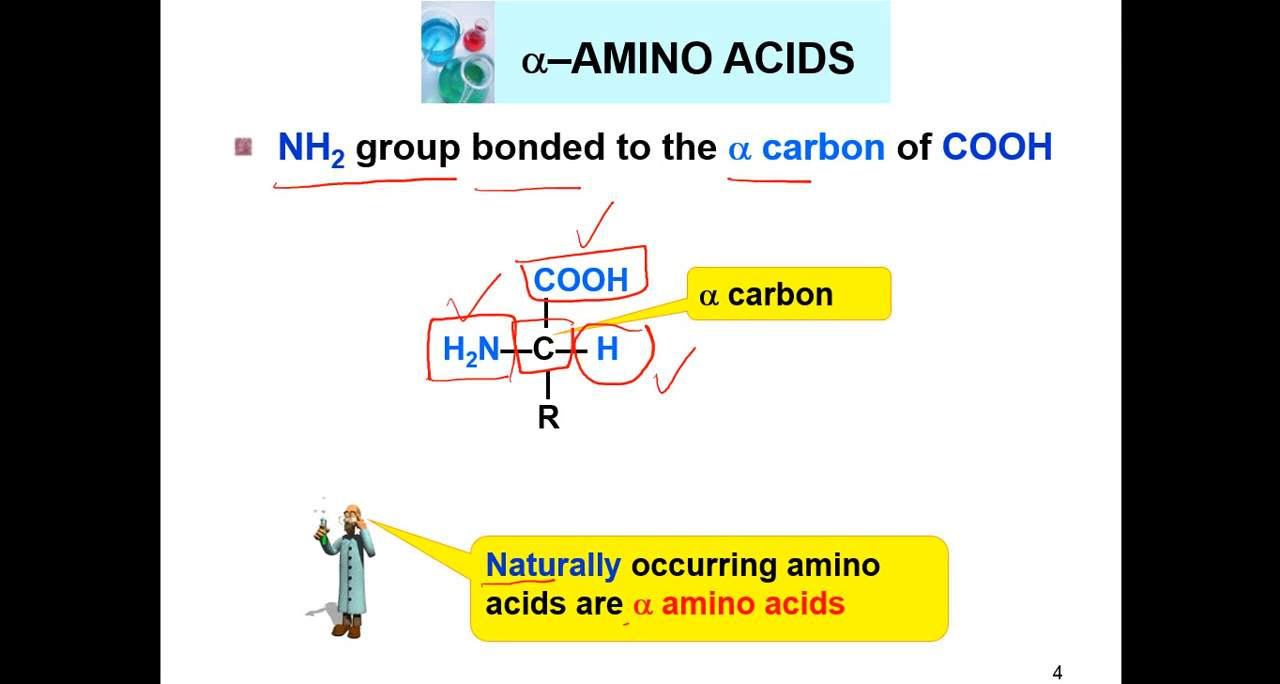 α–AMINO ACIDS
NH₂ group bonded to the α carbon of COOH
COOH
α carbon
H₂N—C—H
R
Naturally occurring amino
acids are α amino acids
4